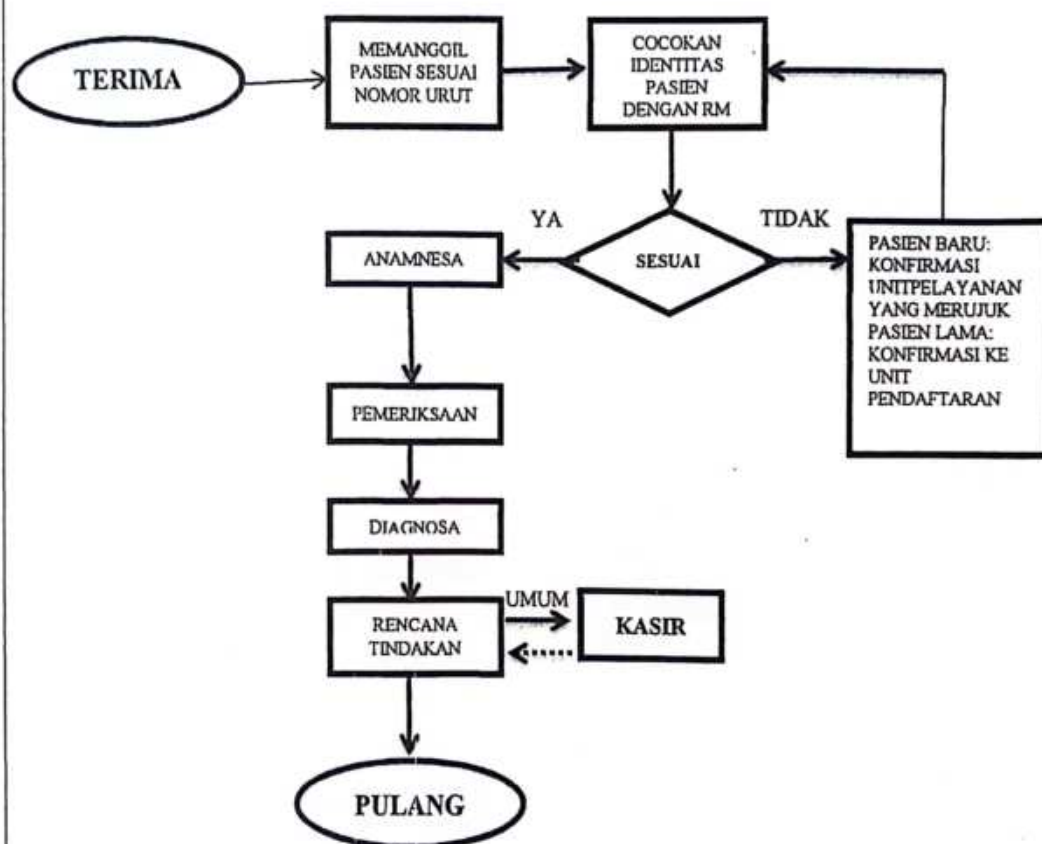 TERIMA
MEMANGGIL
PASIEN SESUAI
NOMOR URUT
COCOKAN
IDENTITAS
PASIEN
DENGAN RM
YA
SESUAI
TIDAK
PASIEN BARU:
KONFIRMASI
UNITPELAYANAN
YANG MERUJUK
PASIEN LAMA:
KONFIRMASI KE
UNIT
PENDAFTARAN
ANAMNESA
PEMERIKSAAN
DIAGNOSA
RENCANA
TINDAKAN
UMUM
KASIR
PULANG